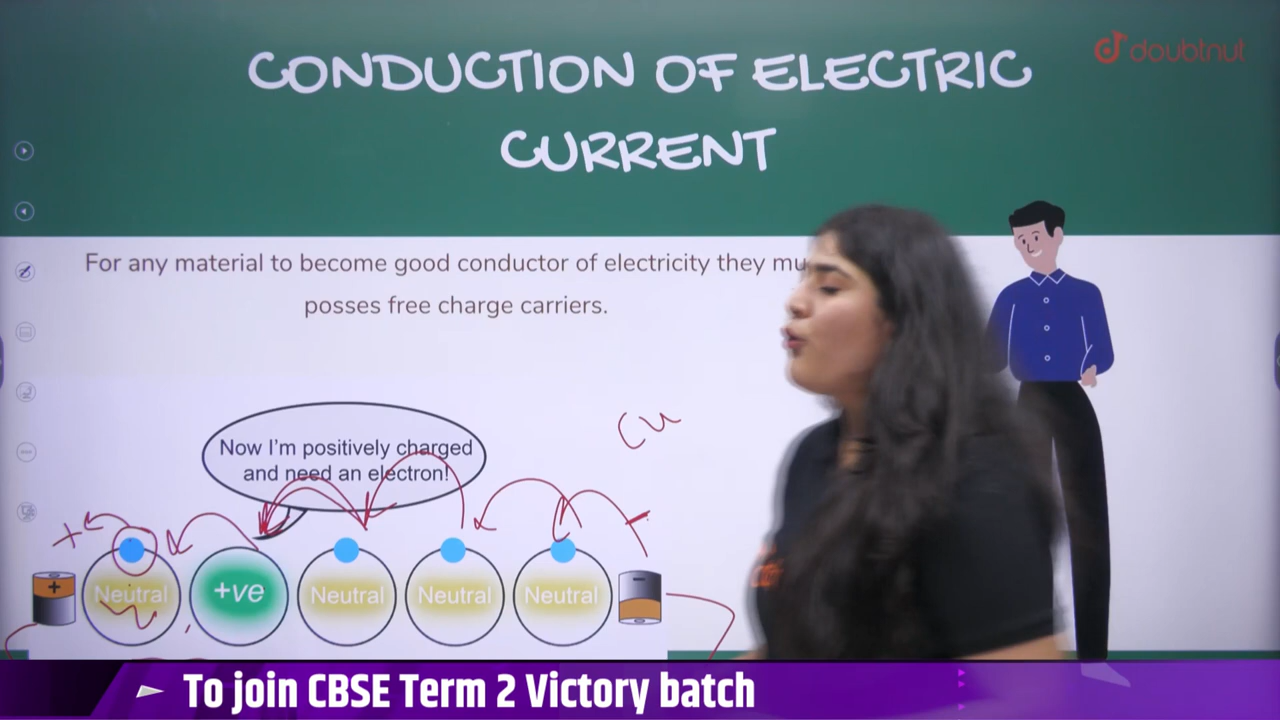 CONDUCTION OF ELECTRIC
CURRENT
doubtnut
For any material to become good conductor of electricity they
posses free charge carriers.
Cu
Now I'm positively charged
and need an electron!
+
+ Neutral +ve Neutral Neutral Neutral −
To join CBSE Term 2 Victory batch